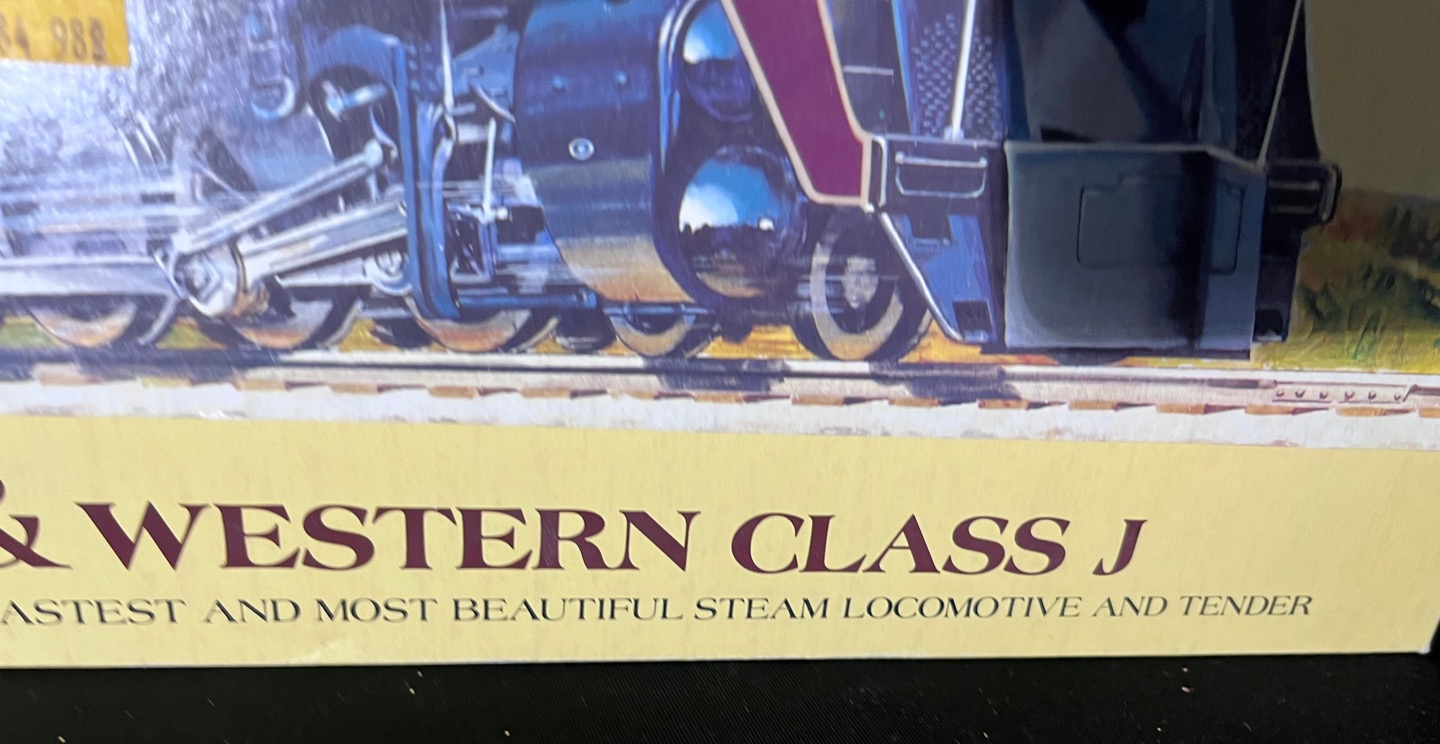 & WESTERN CLASS J
ASTEST AND MOST BEAUTIFUL STEAM LOCOMOTIVE AND TENDER